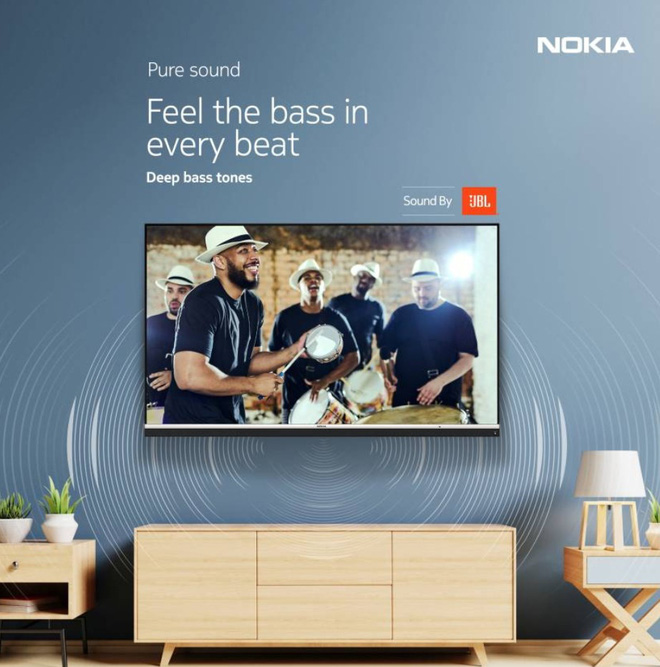 NOKIA
Pure sound
Feel the bass in
every beat
Deep bass tones
Sound By JBL